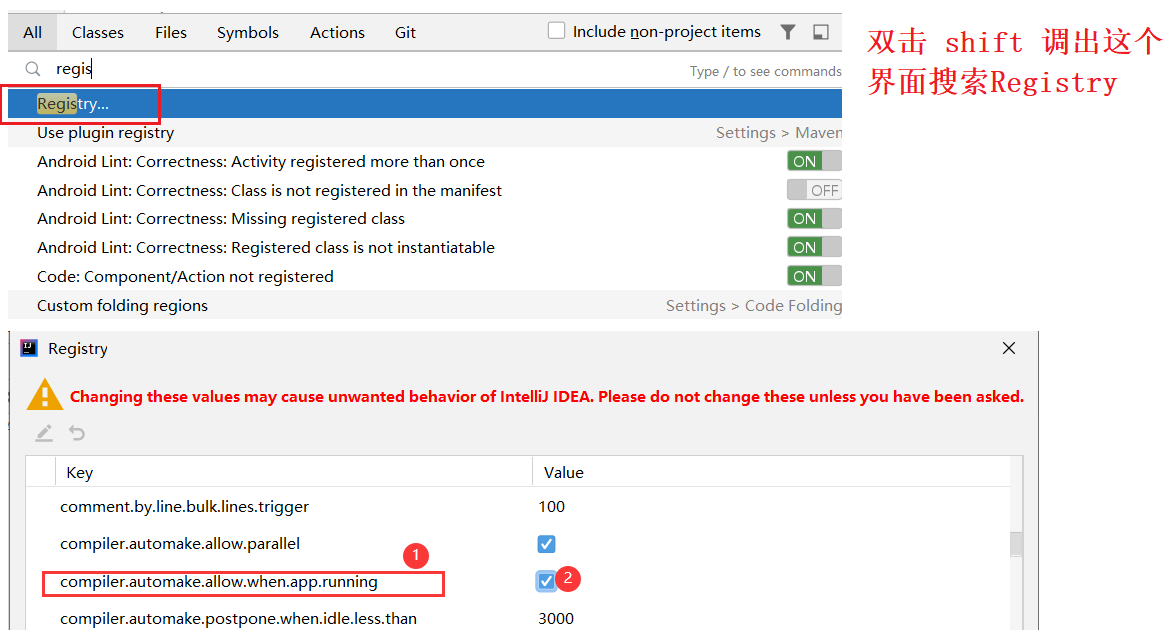 All Classes Files Symbols Actions Git Include non-project items
双击 shift 调出这个
界面搜索Registry
regis Type / to see commands
Registry...
Use plugin registry Settings > Maven
Android Lint: Correctness: Activity registered more than once ON
Android Lint: Correctness: Class is not registered in the manifest OFF
Android Lint: Correctness: Missing registered class ON
Android Lint: Correctness: Registered class is not instantiatable ON
Code: Component/Action not registered ON
Custom folding regions Settings > Code Folding
IJ Registry
Changing these values may cause unwanted behavior of IntelliJ IDEA. Please do not change these unless you have been asked.
Key Value
comment.by.line.bulk.lines.trigger 100
compiler.automake.allow.parallel
1
compiler.automake.allow.when.app.running 2
compiler.automake.postpone.when.idle.less.than 3000